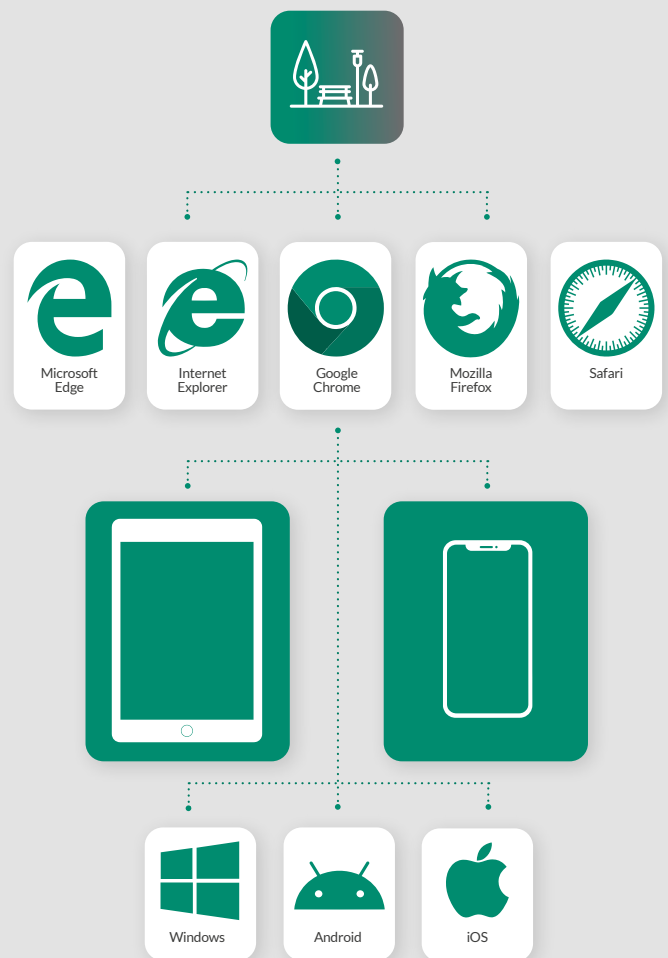 Microsoft
Edge
Internet
Explorer
Google
Chrome
Mozilla
Firefox
Safari
Windows
Android
iOS